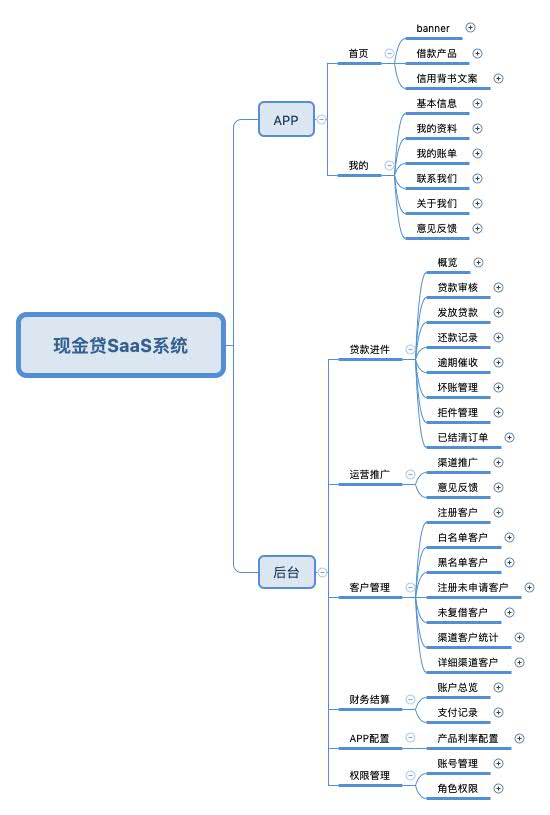 现金贷SaaS系统
APP
首页
banner
借款产品
信用背书文案
我的
基本信息
我的资料
我的账单
联系我们
关于我们
意见反馈
后台
贷款进件
概览
贷款审核
发放贷款
还款记录
逾期催收
坏账管理
拒件管理
已结清订单
运营推广
渠道推广
意见反馈
客户管理
注册客户
白名单客户
黑名单客户
注册未申请客户
未复借客户
渠道客户统计
详细渠道客户
财务结算
账户总览
支付记录
APP配置
产品利率配置
权限管理
账号管理
角色权限